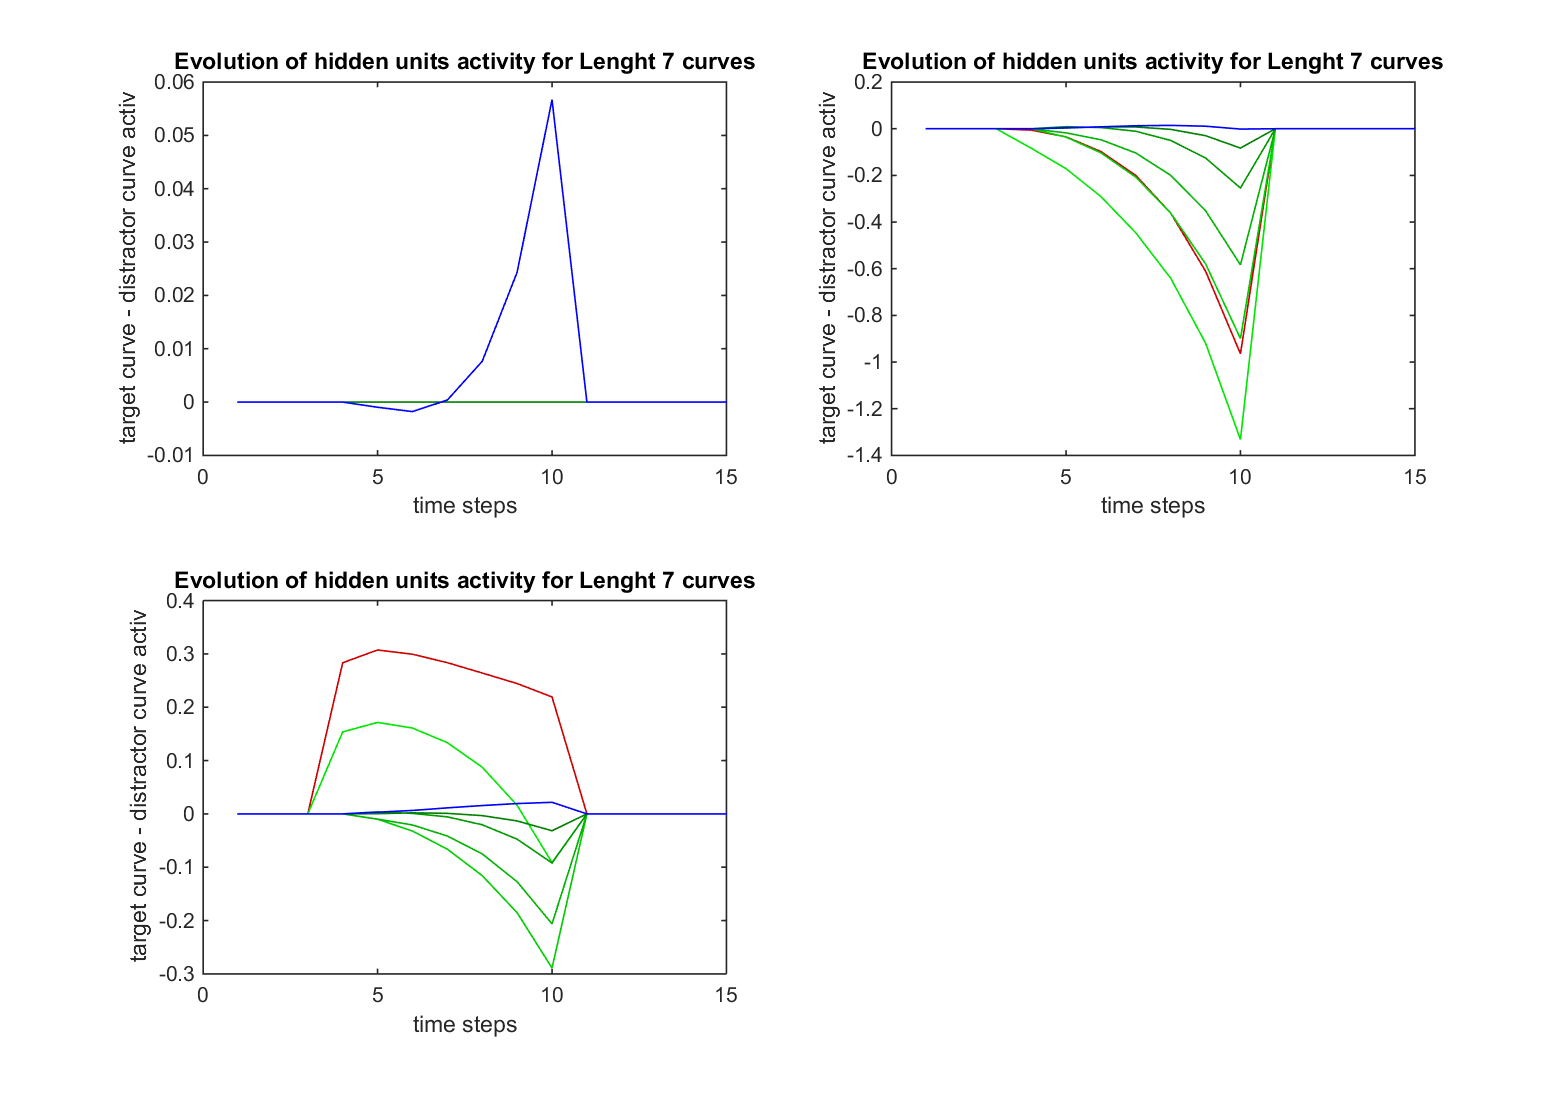 Evolution of hidden units activity for Lenght 7 curves
target curve - distractor curve activ
0.06
0.05
0.04
0.03
0.02
0.01
0
-0.01
0 5 10 15
time steps
Evolution of hidden units activity for Lenght 7 curves
target curve - distractor curve activ
0.2
0
-0.2
-0.4
-0.6
-0.8
-1
-1.2
-1.4
0 5 10 15
time steps
Evolution of hidden units activity for Lenght 7 curves
target curve - distractor curve activ
0.4
0.3
0.2
0.1
0
-0.1
-0.2
-0.3
0 5 10 15
time steps